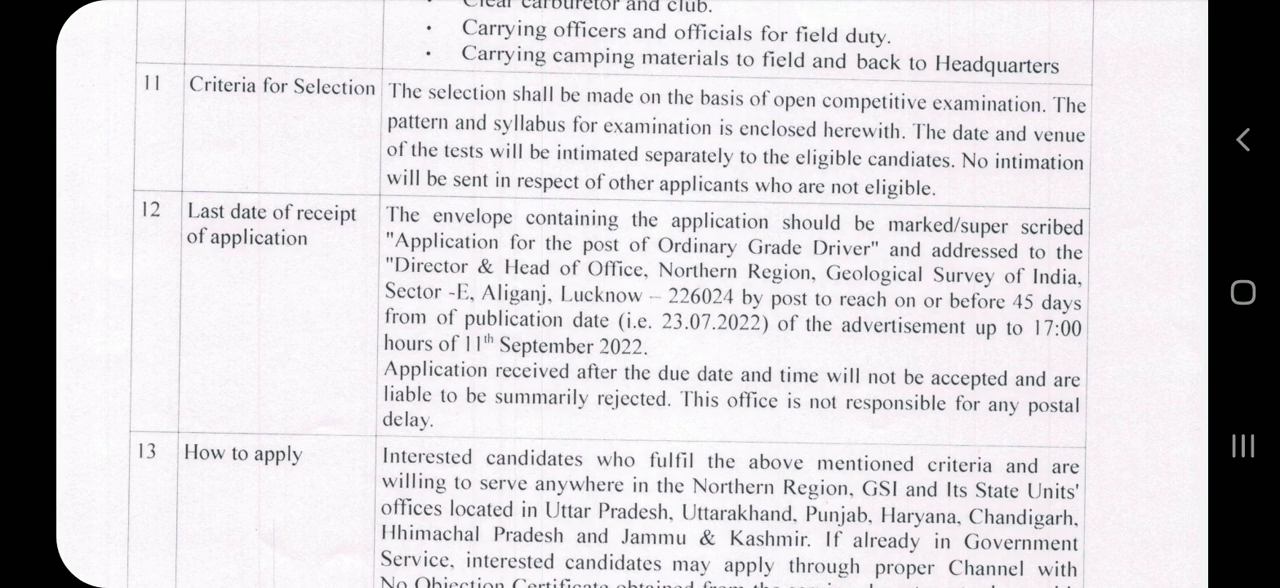 Clear carburetor and club.
• Carrying officers and officials for field duty.
• Carrying camping materials to field and back to Headquarters
11 Criteria for Selection The selection shall be made on the basis of open competitive examination. The
pattern and syllabus for examination is enclosed herewith. The date and venue
of the tests will be intimated separately to the eligible candiates. No intimation
will be sent in respect of other applicants who are not eligible.
12 Last date of receipt The envelope containing the application should be marked/super scribed
of application "Application for the post of Ordinary Grade Driver" and addressed to the
"Director & Head of Office, Northern Region, Geological Survey of India,
Sector -E, Aliganj, Lucknow – 226024 by post to reach on or before 45 days
from of publication date (i.e. 23.07.2022) of the advertisement up to 17:00
hours of 11th September 2022.
Application received after the due date and time will not be accepted and are
liable to be summarily rejected. This office is not responsible for any postal
delay.
13 How to apply Interested candidates who fulfil the above mentioned criteria and are
willing to serve anywhere in the Northern Region, GSI and Its State Units'
offices located in Uttar Pradesh, Uttarakhand, Punjab, Haryana, Chandigarh,
Hhimachal Pradesh and Jammu & Kashmir. If already in Government
Service, interested candidates may apply through proper Channel with
No Objection Certificate obtained from the